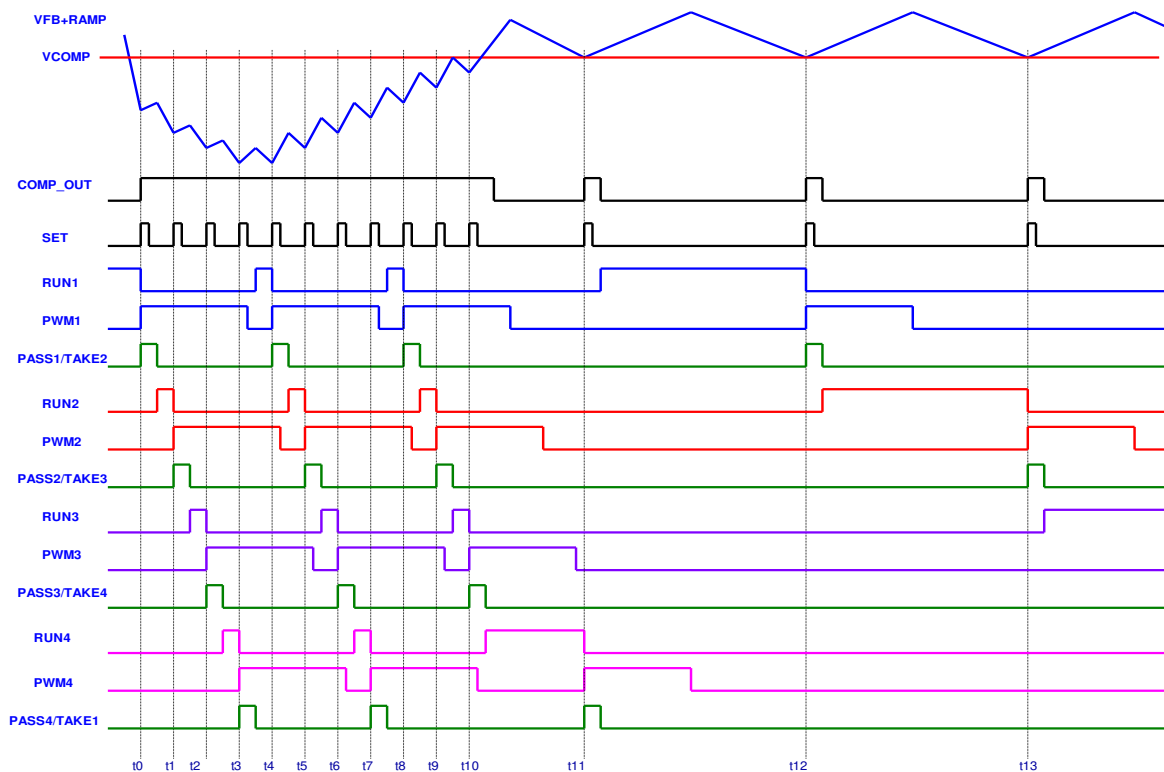 VFB+RAMP
VCOMP
COMP_OUT
SET
RUN1
PWM1
PASS1/TAKE2
RUN2
PWM2
PASS2/TAKE3
RUN3
PWM3
PASS3/TAKE4
RUN4
PWM4
PASS4/TAKE1
t0 t1 t2 t3 t4 t5 t6 t7 t8 t9 t10 t11 t12 t13